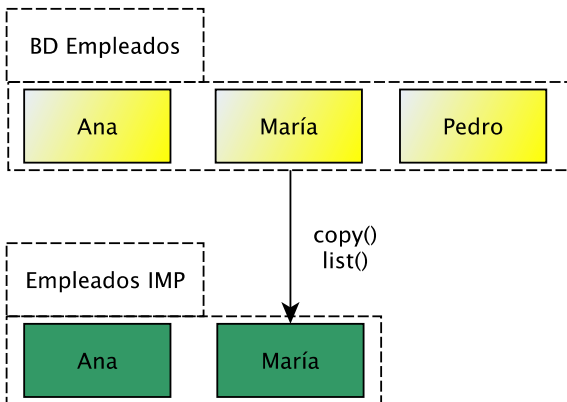 BD Empleados
Ana
María
Pedro
copy()
list()
Empleados IMP
Ana
María